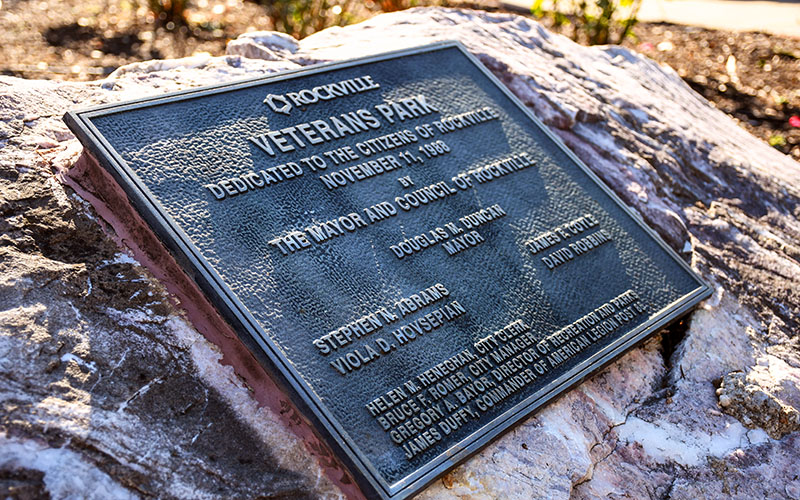 ROCKVILLE
VETERANS PARK
DEDICATED TO THE CITIZENS OF ROCKVILLE
NOVEMBER 11, 1988
BY
THE MAYOR AND COUNCIL OF ROCKVILLE
DOUGLAS M. DUNCAN
MAYOR
STEPHEN N. ABRAMS
VIOLA D. HOVSEPIAN
JAMES F. COYLE
DAVID ROBBINS
HELEN M. HENEGHAN, CITY CLERK
BRUCE F. ROMER, CITY MANAGER
GREGORY A. BAYOR, DIRECTOR OF RECREATION AND PARKS
JAMES DUFFY, COMMANDER OF AMERICAN LEGION POST